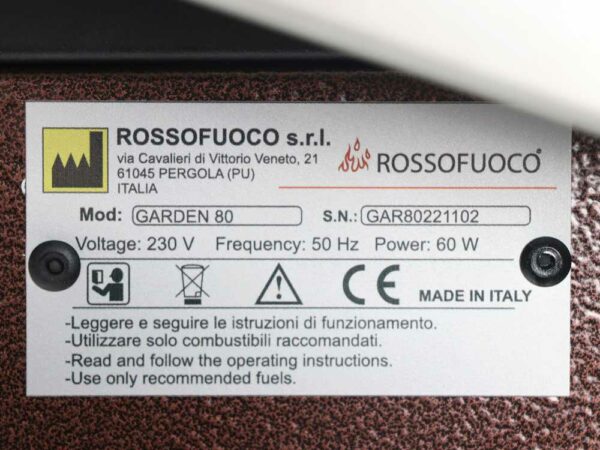 ROSSOFUOCO s.r.l.
via Cavalieri di Vittorio Veneto, 21
61045 PERGOLA (PU)
ITALIA
ROSSOFUOCO®
Mod: GARDEN 80 S.N.: GAR80221102
Voltage: 230 V Frequency: 50 Hz Power: 60 W
CE MADE IN ITALY
-Leggere e seguire le istruzioni di funzionamento.
-Utilizzare solo combustibili raccomandati.
-Read and follow the operating instructions.
-Use only recommended fuels.